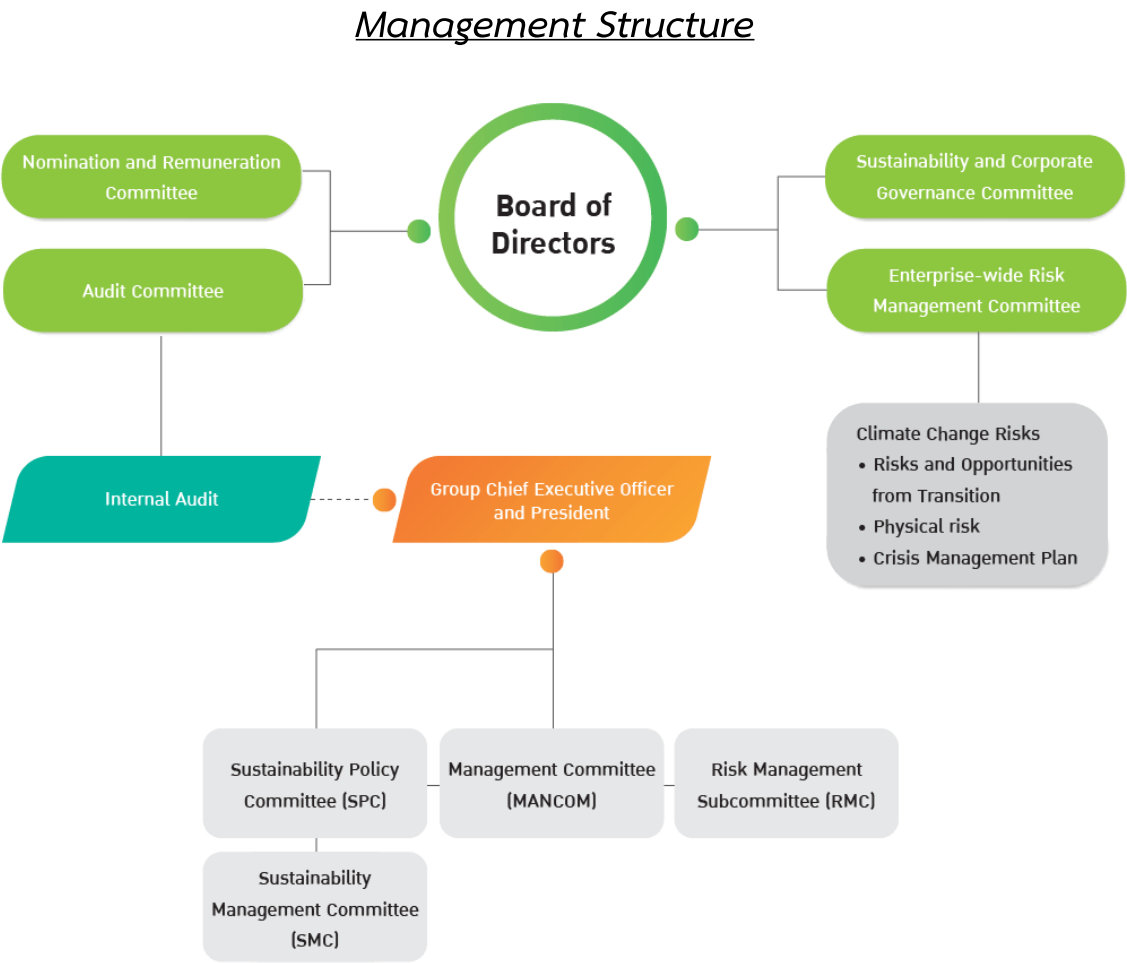 Management Structure
Nomination and Remuneration
Committee
Audit Committee
Board of
Directors
Sustainability and Corporate
Governance Committee
Enterprise-wide Risk
Management Committee
Climate Change Risks
• Risks and Opportunities
from Transition
• Physical risk
• Crisis Management Plan
Internal Audit
Group Chief Executive Officer
and President
Sustainability Policy
Committee (SPC)
Management Committee
(MANCOM)
Risk Management
Subcommittee (RMC)
Sustainability
Management Committee
(SMC)